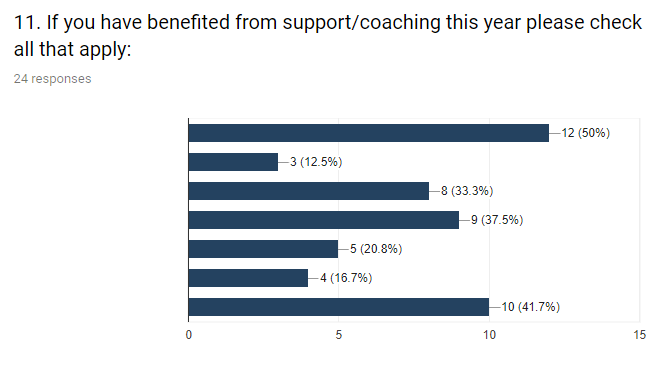 11. If you have benefited from support/coaching this year please check
all that apply:
24 responses
12 (50%)
3 (12.5%)
8 (33.3%)
9 (37.5%)
5 (20.8%)
4 (16.7%)
10 (41.7%)
0 5 10 15